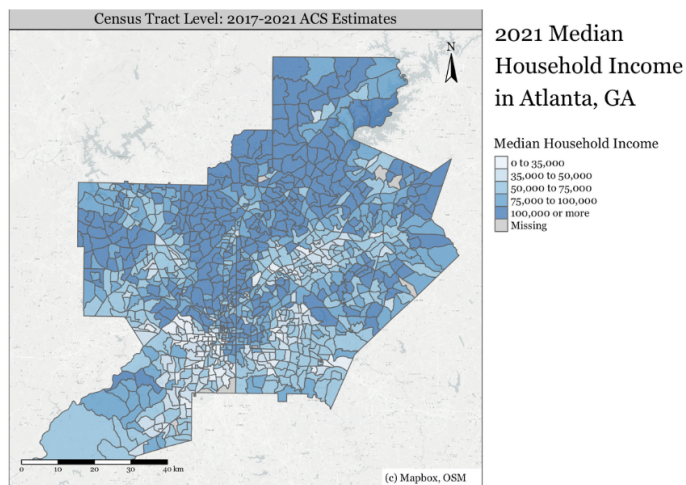 Census Tract Level: 2017-2021 ACS Estimates
N
2021 Median
Household Income
in Atlanta, GA
Median Household Income
0 to 35,000
35,000 to 50,000
50,000 to 75,000
75,000 to 100,000
100,000 or more
Missing
0 10 20 30 40 km
(c) Mapbox, OSM